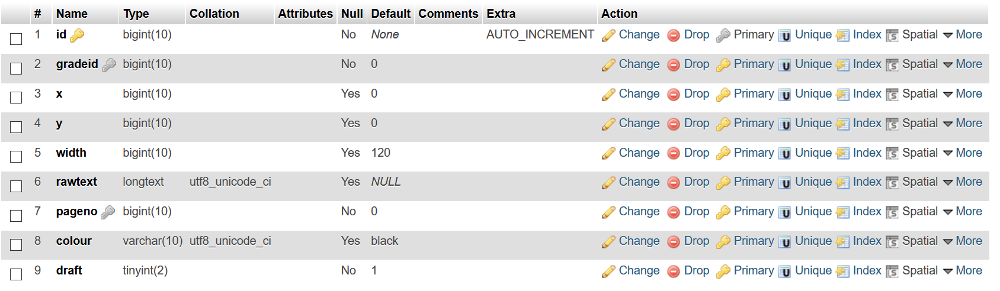 # Name Type Collation Attributes Null Default Comments Extra Action
1 id bigint(10) No None AUTO_INCREMENT Change Drop Primary Unique Index Spatial More
2 gradeid bigint(10) No 0 Change Drop Primary Unique Index Spatial More
3 x bigint(10) Yes 0 Change Drop Primary Unique Index Spatial More
4 y bigint(10) Yes 0 Change Drop Primary Unique Index Spatial More
5 width bigint(10) Yes 120 Change Drop Primary Unique Index Spatial More
6 rawtext longtext utf8_unicode_ci Yes NULL Change Drop Primary Unique Index Spatial More
7 pageno bigint(10) No 0 Change Drop Primary Unique Index Spatial More
8 colour varchar(10) utf8_unicode_ci Yes black Change Drop Primary Unique Index Spatial More
9 draft tinyint(2) No 1 Change Drop Primary Unique Index Spatial More